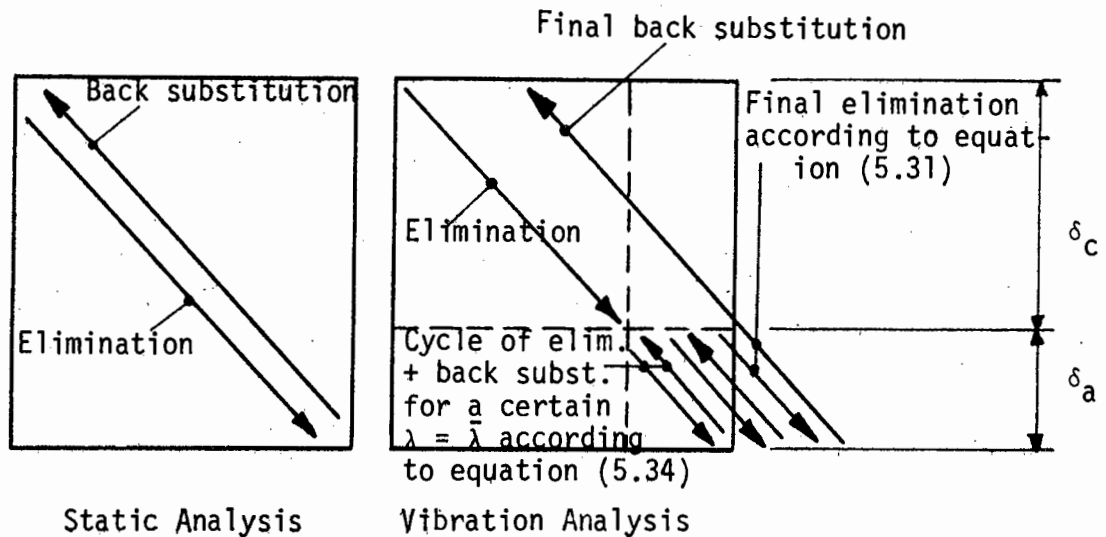 Final back substitution
Back substitution
Elimination
Final elimination
according to equat-
ion (5.31)
Elimination
δc
Cycle of elim.
+ back subst.
for a certain
λ = λ̄ according
to equation (5.34)
δa
Static Analysis
Vibration Analysis